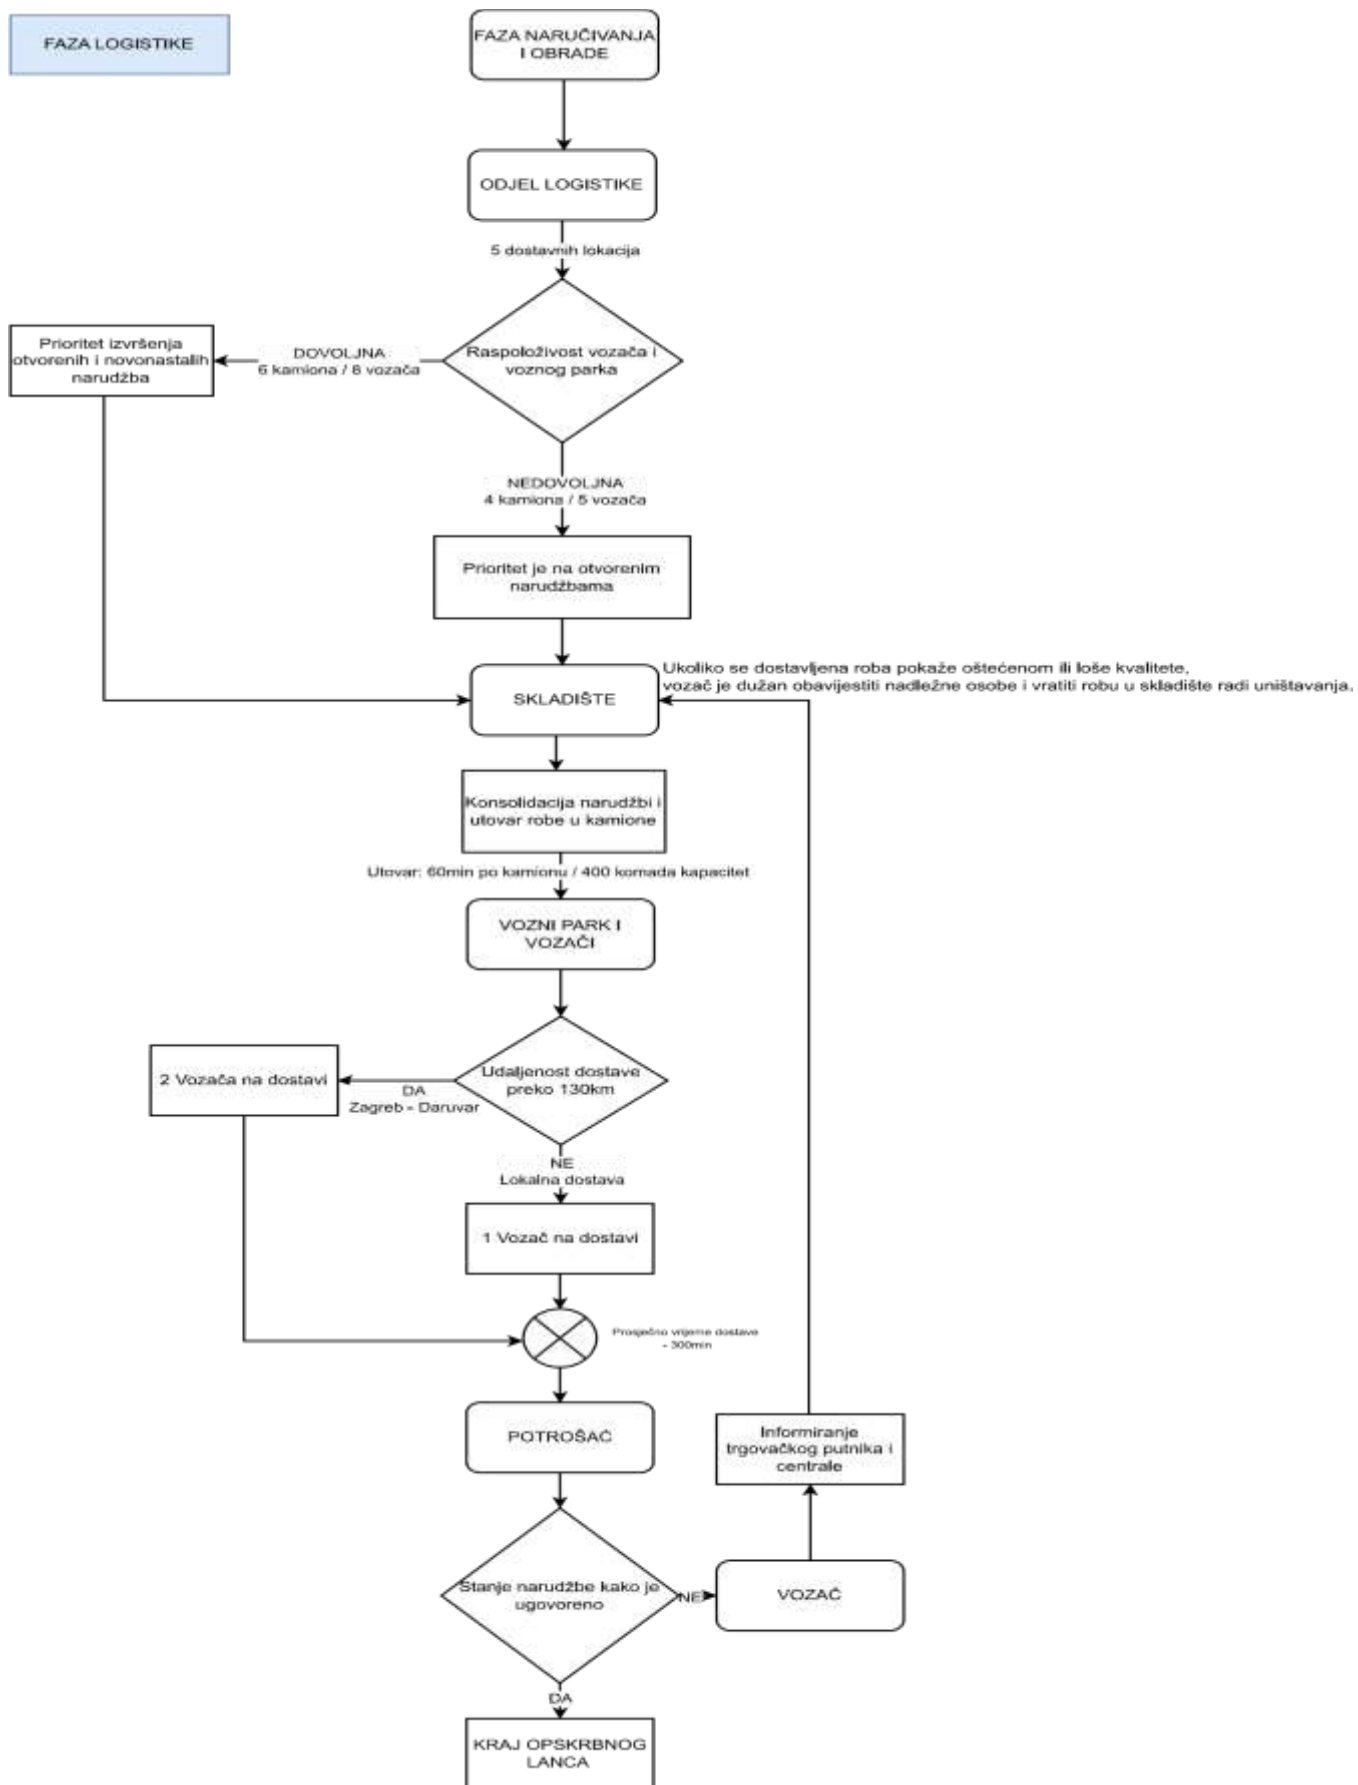 FAZA LOGISTIKE
FAZA NARUČIVANJA
I OBRADE
ODJEL LOGISTIKE
5 dostavnih lokacija
Raspoloživost vozača i
voznog parka
DOVOLJNA
6 kamiona / 8 vozača
Prioritet izvršenja
otvorenih i novonastalih
narudžba
NEDOVOLJNA
4 kamiona / 5 vozača
Prioritet je na otvorenim
narudžbama
SKLADIŠTE
Ukoliko se dostavljena roba pokaže oštećenom ili loše kvalitete,
vozač je dužan obavijestiti nadležne osobe i vratiti robu u skladište radi uništavanja.
Konsolidacija narudžbi i
utovar robe u kamione
Utovar: 60min po kamionu / 400 komada kapacitet
VOZNI PARK I
VOZAČI
Udaljenost dostave
preko 130km
DA
Zagreb - Daruvar
2 Vozača na dostavi
NE
Lokalna dostava
1 Vozač na dostavi
Prosječno vrijeme dostave
- 300min
POTROŠAČ
Stanje narudžbe kako je
ugovoreno
NE
VOZAČ
Informiranje
trgovačkog putnika i
centrale
DA
KRAJ OPSKRBNOG
LANCA